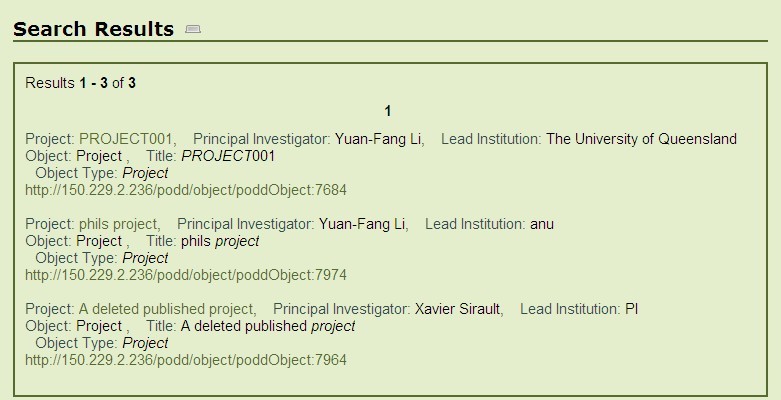 Search Results
Results 1 - 3 of 3
1
Project: PROJECT001, Principal Investigator: Yuan-Fang Li, Lead Institution: The University of Queensland
Object: Project , Title: PROJECT001
Object Type: Project
http://150.229.2.236/podd/object/poddObject:7684
Project: phils project, Principal Investigator: Yuan-Fang Li, Lead Institution: anu
Object: Project , Title: phils project
Object Type: Project
http://150.229.2.236/podd/object/poddObject:7974
Project: A deleted published project, Principal Investigator: Xavier Sirault, Lead Institution: PI
Object: Project , Title: A deleted published project
Object Type: Project
http://150.229.2.236/podd/object/poddObject:7964